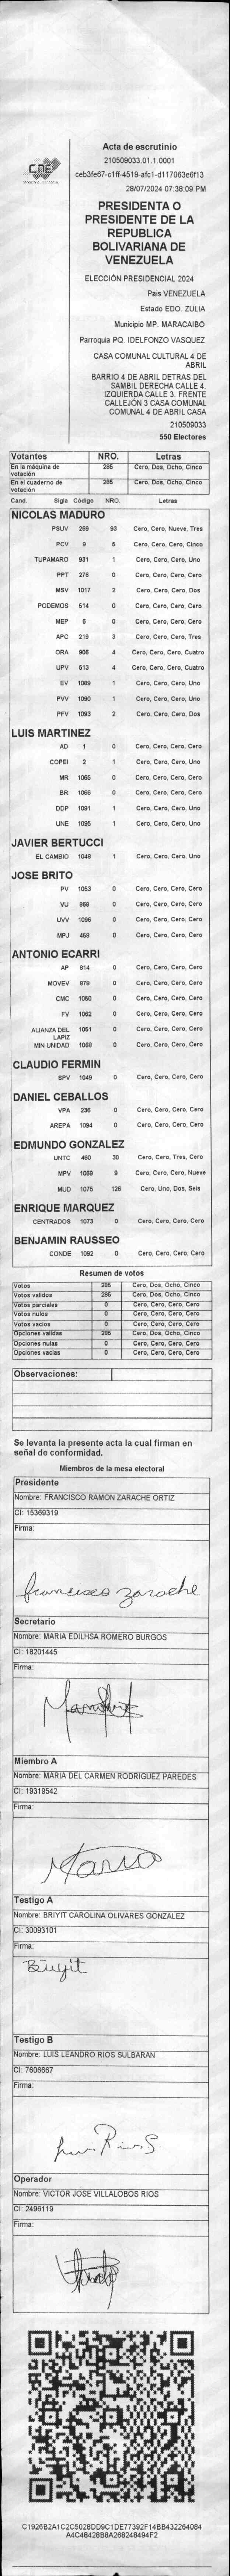 CNE
Acta de escrutinio
210509033.01.1.0001
ceb3fe67-c1ff-4519-afc1-d117063e6f13
28/07/2024 07:38:09 PM
PRESIDENTA O
PRESIDENTE DE LA
REPUBLICA
BOLIVARIANA DE
VENEZUELA
ELECCIÓN PRESIDENCIAL 2024
Pais VENEZUELA
Estado EDO. ZULIA
Municipio MP. MARACAIBO
Parroquia PQ. IDELFONZO VASQUEZ
CASA COMUNAL CULTURAL 4 DE
ABRIL
BARRIO 4 DE ABRIL DETRAS DEL
SAMBIL DERECHA CALLE 4.
IZQUIERDA CALLE 3. FRENTE
CALLEJÓN 3 CASA COMUNAL
COMUNAL 4 DE ABRIL CASA
210509033
550 Electores
Votantes NRO. Letras
En la máquina de votación 285 Cero, Dos, Ocho, Cinco
En el cuaderno de votación 285 Cero, Dos, Ocho, Cinco
Cand. Sigla Código NRO. Letras
NICOLAS MADURO
PSUV 269 93 Cero, Cero, Nueve, Tres
PCV 9 5 Cero, Cero, Cero, Cinco
TUPAMARO 931 1 Cero, Cero, Cero, Uno
PPT 276 0 Cero, Cero, Cero, Cero
MSV 1017 2 Cero, Cero, Cero, Dos
PODEMOS 514 0 Cero, Cero, Cero, Cero
MEP 6 0 Cero, Cero, Cero, Cero
APC 219 3 Cero, Cero, Cero, Tres
ORA 906 4 Cero, Cero, Cero, Cuatro
UPV 513 4 Cero, Cero, Cero, Cuatro
EV 1089 1 Cero, Cero, Cero, Uno
PVV 1090 1 Cero, Cero, Cero, Uno
PFV 1093 2 Cero, Cero, Cero, Dos
LUIS MARTINEZ
AD 1 0 Cero, Cero, Cero, Cero
COPEI 2 1 Cero, Cero, Cero, Uno
MR 1065 0 Cero, Cero, Cero, Cero
BR 1066 0 Cero, Cero, Cero, Cero
DDP 1091 1 Cero, Cero, Cero, Uno
UNE 1095 1 Cero, Cero, Cero, Uno
JAVIER BERTUCCI
EL CAMBIO 1048 1 Cero, Cero, Cero, Uno
JOSE BRITO
PV 1053 0 Cero, Cero, Cero, Cero
VU 868 0 Cero, Cero, Cero, Cero
UVV 1096 0 Cero, Cero, Cero, Cero
MPJ 458 0 Cero, Cero, Cero, Cero
ANTONIO ECARRI
AP 814 0 Cero, Cero, Cero, Cero
MOVEV 878 0 Cero, Cero, Cero, Cero
CMC 1050 0 Cero, Cero, Cero, Cero
FV 1062 0 Cero, Cero, Cero, Cero
ALIANZA DEL LAPIZ 1051 0 Cero, Cero, Cero, Cero
MIN UNIDAD 1068 0 Cero, Cero, Cero, Cero
CLAUDIO FERMIN
SPV 1049 0 Cero, Cero, Cero, Cero
DANIEL CEBALLOS
VPA 236 0 Cero, Cero, Cero, Cero
AREPA 1094 0 Cero, Cero, Cero, Cero
EDMUNDO GONZALEZ
UNTC 460 30 Cero, Cero, Tres, Cero
MPV 1069 9 Cero, Cero, Cero, Nueve
MUD 1075 126 Cero, Uno, Dos, Seis
ENRIQUE MARQUEZ
CENTRADOS 1073 0 Cero, Cero, Cero, Cero
BENJAMIN RAUSSEO
CONDE 1092 0 Cero, Cero, Cero, Cero
Resumen de votos
Votos 285 Cero, Dos, Ocho, Cinco
Votos validos 285 Cero, Dos, Ocho, Cinco
Votos parciales 0 Cero, Cero, Cero, Cero
Votos nulos 0 Cero, Cero, Cero, Cero
Votos vacios 0 Cero, Cero, Cero, Cero
Opciones validas 285 Cero, Dos, Ocho, Cinco
Opciones nulas 0 Cero, Cero, Cero, Cero
Opciones vacias 0 Cero, Cero, Cero, Cero
Observaciones:
Se levanta la presente acta la cual firman en
señal de conformidad.
Miembros de la mesa electoral
Presidente
Nombre: FRANCISCO RAMON ZARACHE ORTIZ
CI: 15369319
Firma:
francisco zarache
Secretario
Nombre: MARIA EDILHSA ROMERO BURGOS
CI: 18201445
Firma:
Miembro A
Nombre: MARIA DEL CARMEN RODRIGUEZ PAREDES
CI: 19319542
Firma:
Maria
Testigo A
Nombre: BRIYIT CAROLINA OLIVARES GONZALEZ
CI: 30093101
Firma:
Briyit
Testigo B
Nombre: LUIS LEANDRO RIOS SULBARAN
CI: 7606667
Firma:
Luis Rios
Operador
Nombre: VICTOR JOSE VILLALOBOS RIOS
CI: 2496119
Firma:
C1926B2A1C2C5028DD9C1DE77392F14BB432264084
A4C48428B8A268248494F2